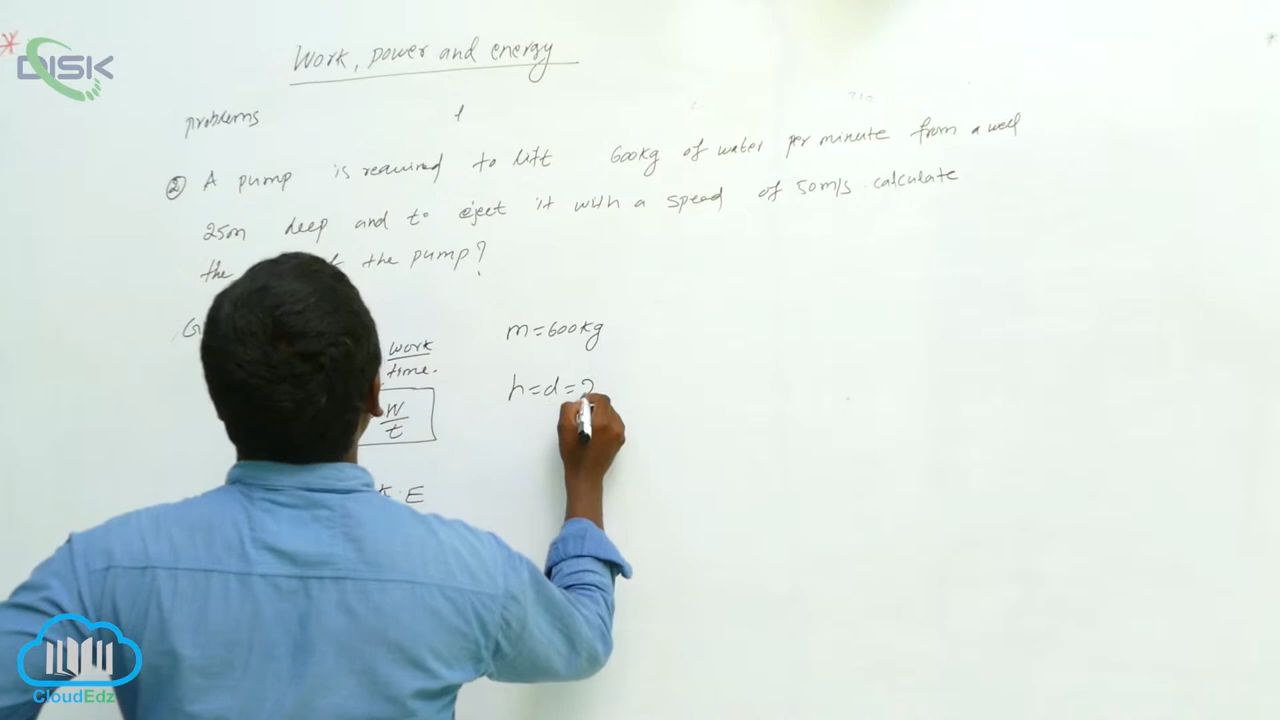 DISK
Work, power and energy
problems
② A pump is required to lift 600kg of water per minute from a well
25m deep and to eject it with a speed of 50m/s calculate
the the pump?
m=600kg
work
time.
h=d=2
W
t
K.E
CloudEdz